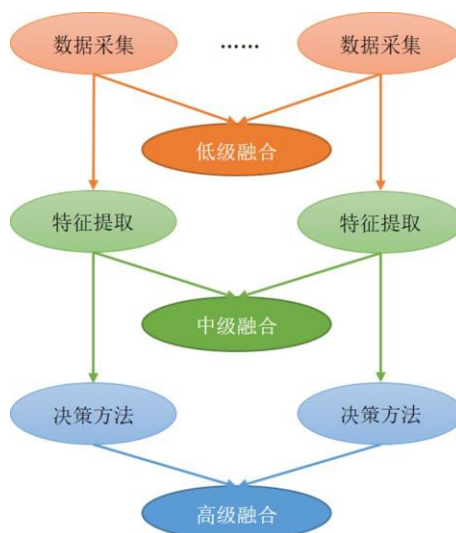 数据采集 …… 数据采集
低级融合
特征提取 特征提取
中级融合
决策方法 决策方法
高级融合